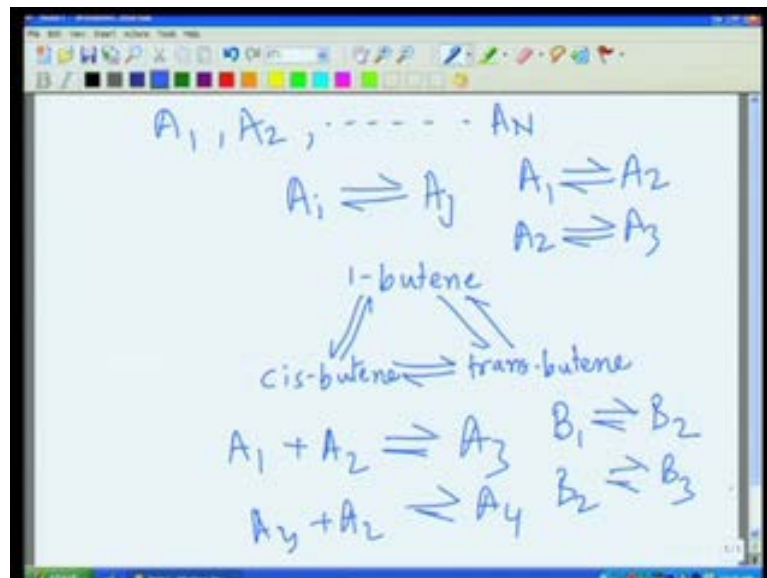 A1, A2, ------ AN
Ai ⇌ Aj
A1 ⇌ A2
A2 ⇌ A3
1-butene
cis-butene ⇌ trans-butene
A1 + A2 ⇌ A3
B1 ⇌ B2
A3 + A2 ⇌ A4
B2 ⇌ B3